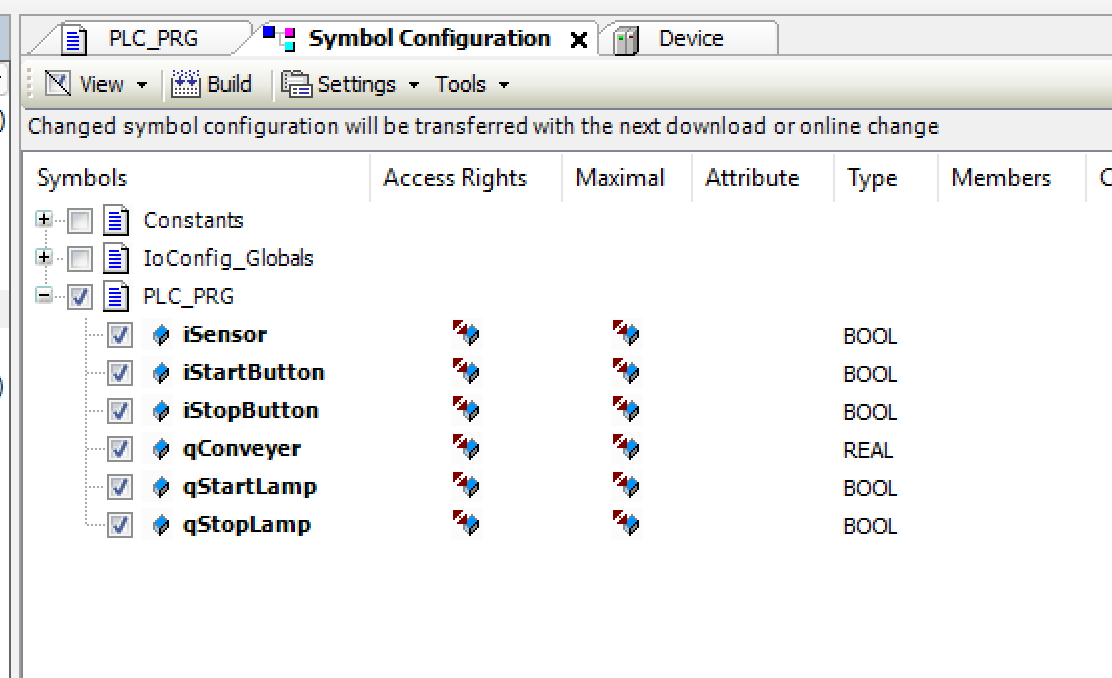 PLC_PRG Symbol Configuration Device
View Build Settings Tools
Changed symbol configuration will be transferred with the next download or online change
Symbols Access Rights Maximal Attribute Type Members
Constants
IoConfig_Globals
PLC_PRG
iSensor BOOL
iStartButton BOOL
iStopButton BOOL
qConveyer REAL
qStartLamp BOOL
qStopLamp BOOL